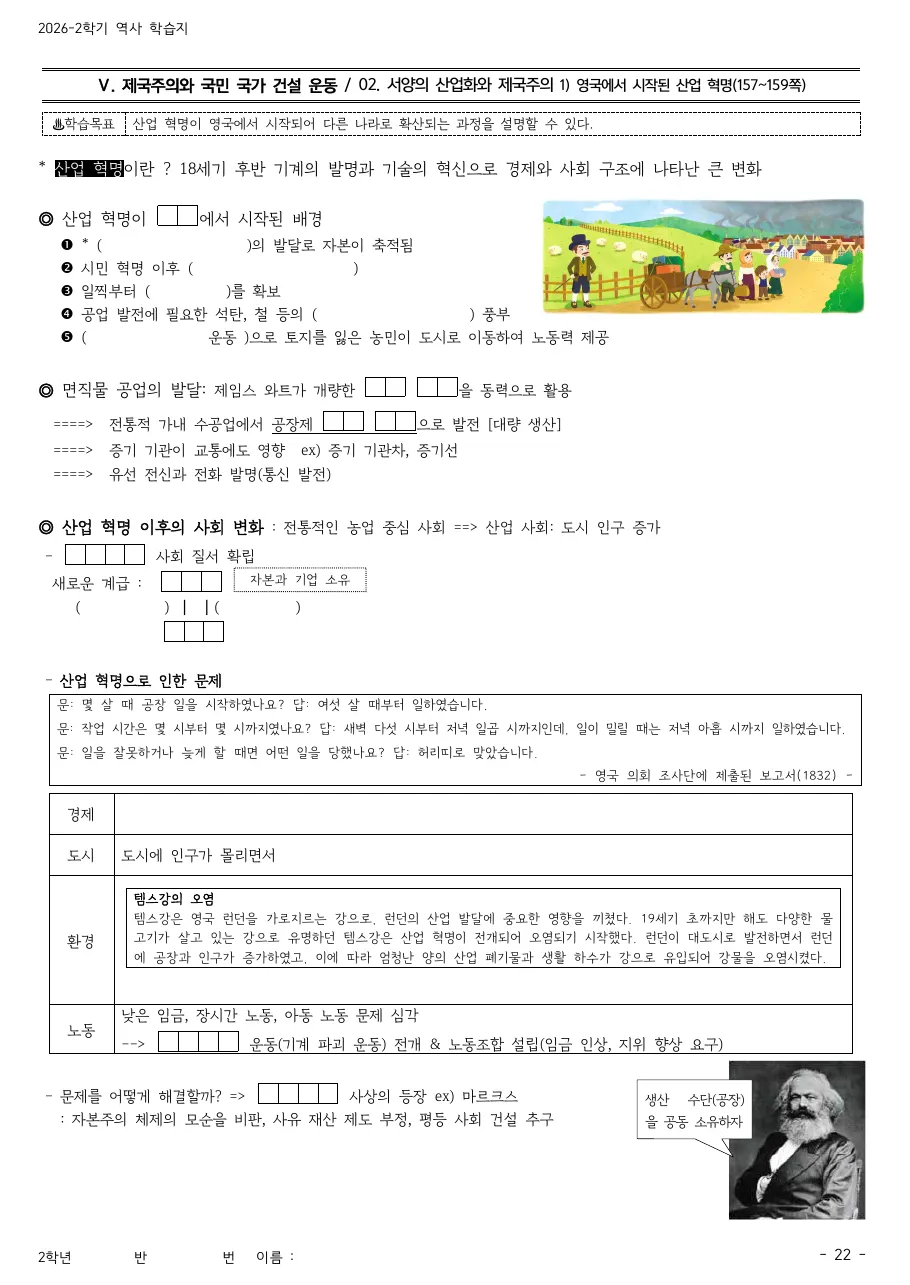 2026-2학기 역사 학습지
Ⅴ. 제국주의와 국민 국가 건설 운동 / 02. 서양의 산업화와 제국주의 1) 영국에서 시작된 산업 혁명(157~159쪽)
♨학습목표 산업 혁명이 영국에서 시작되어 다른 나라로 확산되는 과정을 설명할 수 있다.
* 산업 혁명이란 ? 18세기 후반 기계의 발명과 기술의 혁신으로 경제와 사회 구조에 나타난 큰 변화
◎ 산업 혁명이 □□에서 시작된 배경
❶ * ( )의 발달로 자본이 축적됨
❷ 시민 혁명 이후 ( )
❸ 일찍부터 ( )를 확보
❹ 공업 발전에 필요한 석탄, 철 등의 ( ) 풍부
❺ ( 운동 )으로 토지를 잃은 농민이 도시로 이동하여 노동력 제공
◎ 면직물 공업의 발달: 제임스 와트가 개량한 □□ □□을 동력으로 활용
====> 전통적 가내 수공업에서 공장제 □□ □□으로 발전 [대량 생산]
====> 증기 기관이 교통에도 영향 ex) 증기 기관차, 증기선
====> 유선 전신과 전화 발명(통신 발전)
◎ 산업 혁명 이후의 사회 변화 : 전통적인 농업 중심 사회 ==> 산업 사회: 도시 인구 증가
- □□□□ 사회 질서 확립
새로운 계급 : □□□ 자본과 기업 소유
( ) | | ( )
□□□
- 산업 혁명으로 인한 문제
문: 몇 살 때 공장 일을 시작하였나요? 답: 여섯 살 때부터 일하였습니다.
문: 작업 시간은 몇 시부터 몇 시까지였나요? 답: 새벽 다섯 시부터 저녁 일곱 시까지인데, 일이 밀릴 때는 저녁 아홉 시까지 일하였습니다.
문: 일을 잘못하거나 늦게 할 때면 어떤 일을 당했나요? 답: 허리띠로 맞았습니다.
- 영국 의회 조사단에 제출된 보고서(1832) -
경제
도시 도시에 인구가 몰리면서
환경
템스강의 오염
템스강은 영국 런던을 가로지르는 강으로, 런던의 산업 발달에 중요한 영향을 끼쳤다. 19세기 초까지만 해도 다양한 물
고기가 살고 있는 강으로 유명하던 템스강은 산업 혁명이 전개되어 오염되기 시작했다. 런던이 대도시로 발전하면서 런던
에 공장과 인구가 증가하였고, 이에 따라 엄청난 양의 산업 폐기물과 생활 하수가 강으로 유입되어 강물을 오염시켰다.
노동 낮은 임금, 장시간 노동, 아동 노동 문제 심각
--> □□□□ 운동(기계 파괴 운동) 전개 & 노동조합 설립(임금 인상, 지위 향상 요구)
- 문제를 어떻게 해결할까? => □□□□ 사상의 등장 ex) 마르크스
: 자본주의 체제의 모순을 비판, 사유 재산 제도 부정, 평등 사회 건설 추구
생산 수단(공장)
을 공동 소유하자
2학년 반 번 이름 :
- 22 -